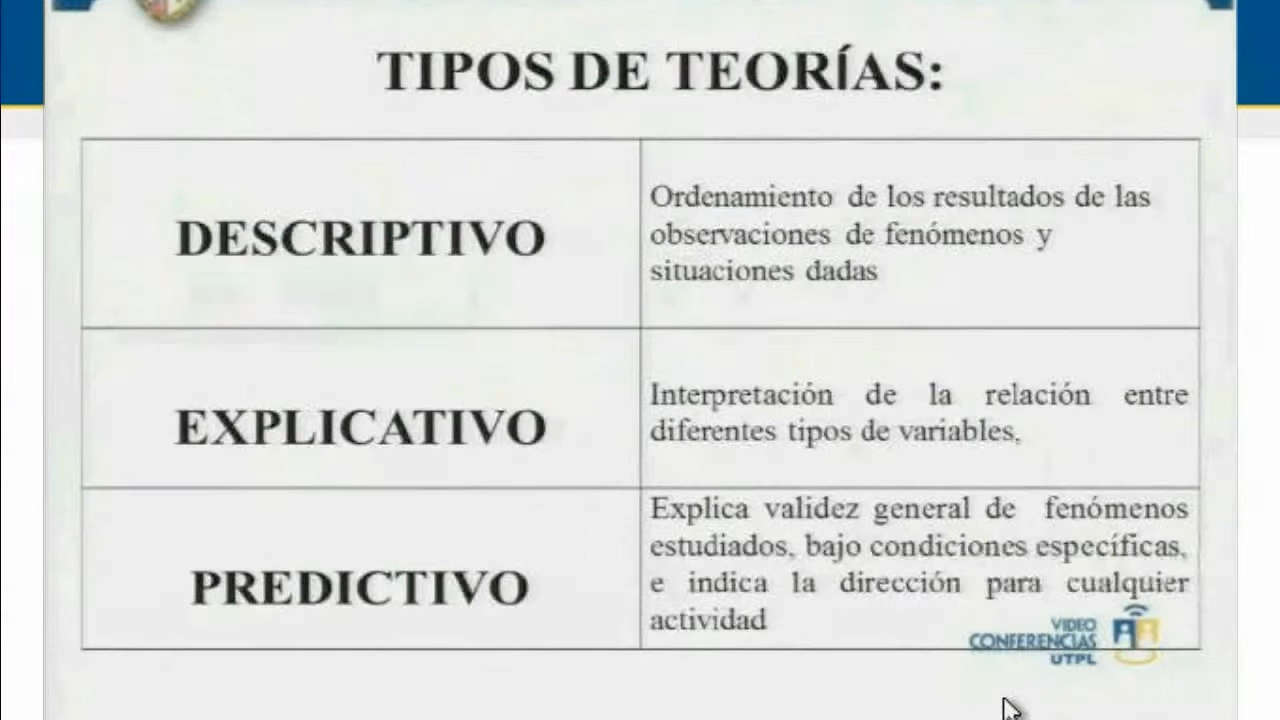 TIPOS DE TEORÍAS:
DESCRIPTIVO
Ordenamiento de los resultados de las
observaciones de fenómenos y
situaciones dadas
EXPLICATIVO
Interpretación de la relación entre
diferentes tipos de variables,
PREDICTIVO
Explica validez general de fenómenos
estudiados, bajo condiciones específicas,
e indica la dirección para cualquier
actividad
VIDEO
CONFERENCIAS
UTPL